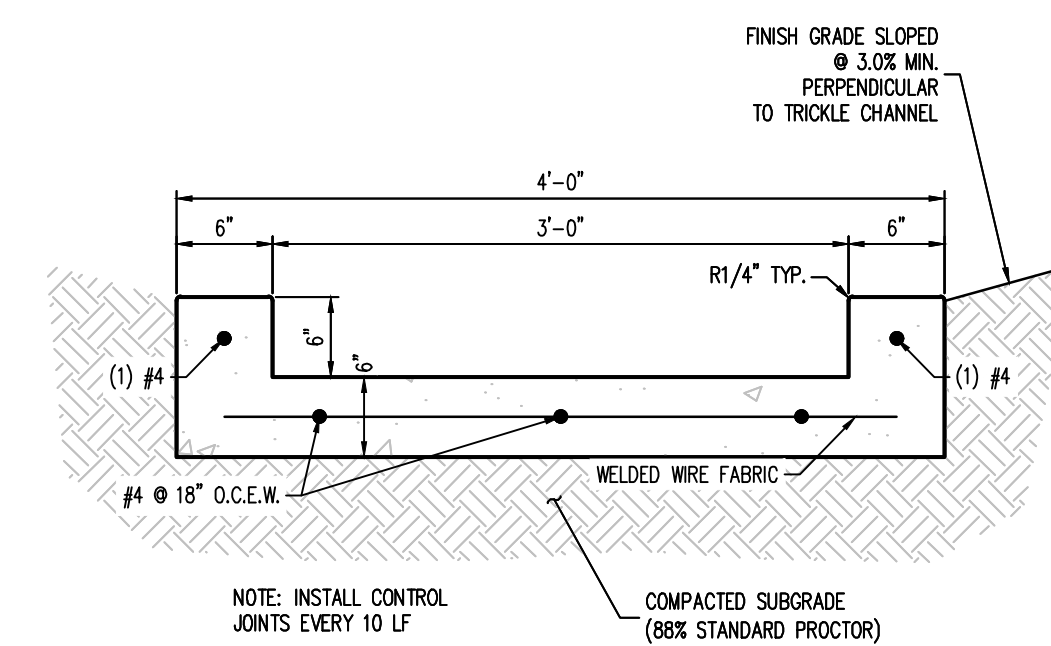 FINISH GRADE SLOPED
@ 3.0% MIN.
PERPENDICULAR
TO TRICKLE CHANNEL
4'-0"
6"
3'-0"
6"
R1/4" TYP.
6"
6"
(1) #4
(1) #4
#4 @ 18" O.C.E.W.
WELDED WIRE FABRIC
NOTE: INSTALL CONTROL
JOINTS EVERY 10 LF
COMPACTED SUBGRADE
(88% STANDARD PROCTOR)